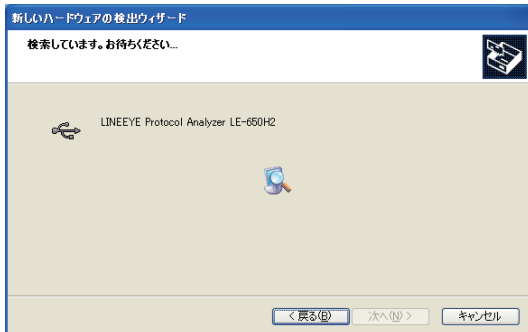 新しいハードウェアの検出ウィザード
検索しています。お待ちください...
LINEEYE Protocol Analyzer LE-650H2
< 戻る(B)
次へ(N) >
キャンセル